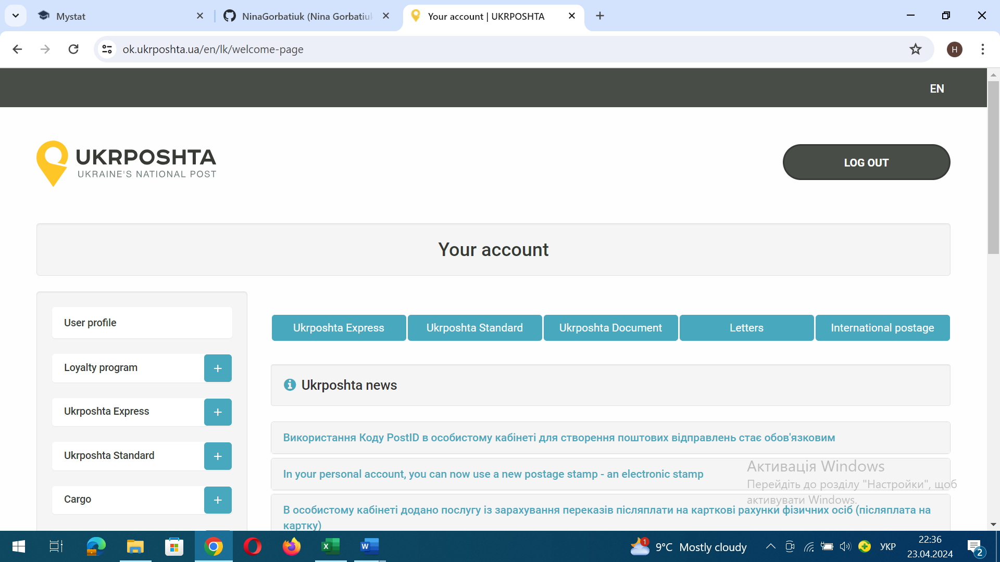 Mystat
NinaGorbatiuk (Nina Gorbatiuk
Your account | UKRPOSHTA
ok.ukrposhta.ua/en/lk/welcome-page
H
EN
UKRPOSHTA
UKRAINE'S NATIONAL POST
LOG OUT
Your account
User profile
Loyalty program
+
Ukrposhta Express
+
Ukrposhta Standard
+
Cargo
+
Ukrposhta Express
Ukrposhta Standard
Ukrposhta Document
Letters
International postage
Ukrposhta news
Використання Коду PostID в особистому кабінеті для створення поштових відправлень стає обов'язковим
In your personal account, you can now use a new postage stamp - an electronic stamp
В особистому кабінеті додано послугу із зарахування переказів післяплати на карткові рахунки фізичних осіб (післяплата на
картку)
Активація Windows
Перейдіть до розділу "Настройки", щоб
активувати Windows.
1
9°C Mostly cloudy
УКР
22:36
23.04.2024
2